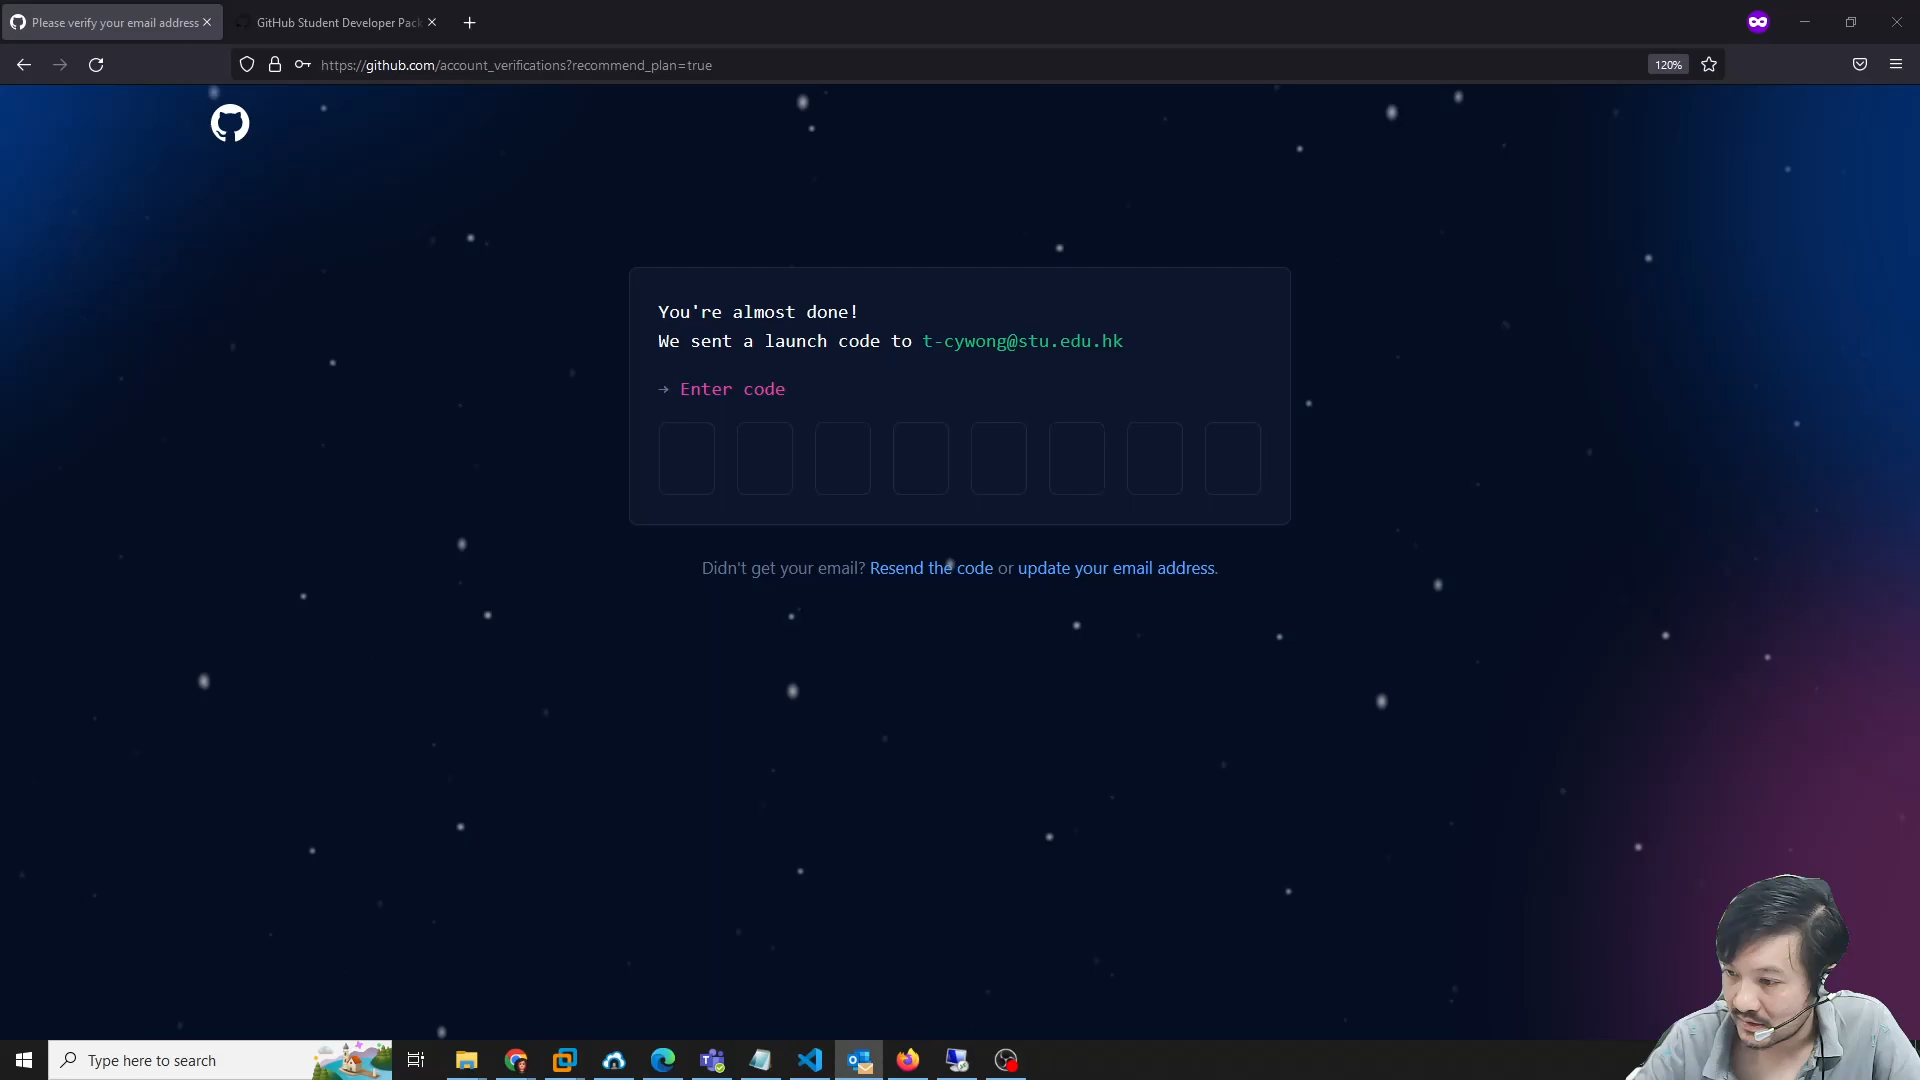 Please verify your email address
GitHub Student Developer Pac
https://github.com/account_verifications?recommend_plan=true
120%
You're almost done!
We sent a launch code to t-cywong@stu.edu.hk
→ Enter code
Didn't get your email? Resend the code or update your email address.
Type here to search